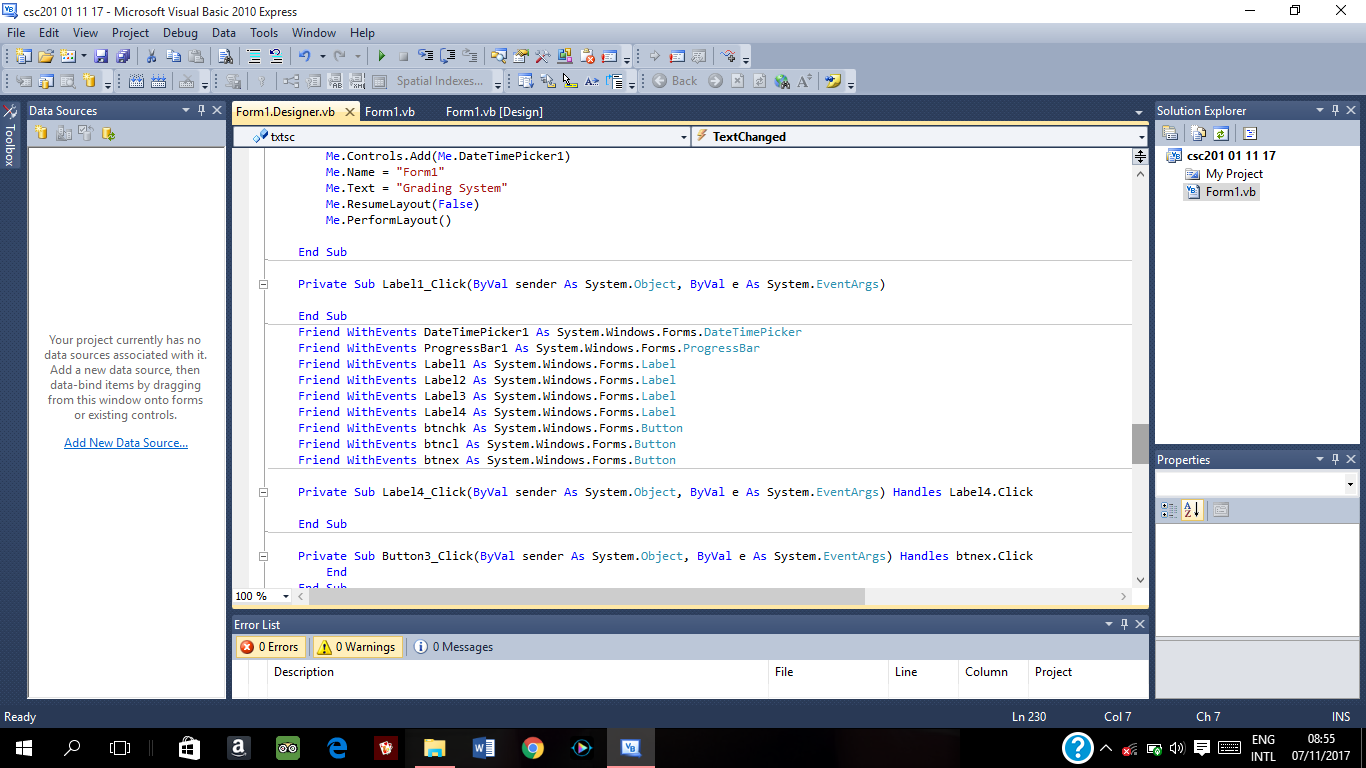 csc201 01 11 17 - Microsoft Visual Basic 2010 Express
File Edit View Project Debug Data Tools Window Help
Spatial Indexes...
Back
Toolbox
Data Sources
Your project currently has no
data sources associated with it.
Add a new data source, then
data-bind items by dragging
from this window onto forms
or existing controls.
Add New Data Source...
Form1.Designer.vb Form1.vb Form1.vb [Design]
txtsc TextChanged
Me.Controls.Add(Me.DateTimePicker1)
Me.Name = "Form1"
Me.Text = "Grading System"
Me.ResumeLayout(False)
Me.PerformLayout()
End Sub
Private Sub Label1_Click(ByVal sender As System.Object, ByVal e As System.EventArgs)
End Sub
Friend WithEvents DateTimePicker1 As System.Windows.Forms.DateTimePicker
Friend WithEvents ProgressBar1 As System.Windows.Forms.ProgressBar
Friend WithEvents Label1 As System.Windows.Forms.Label
Friend WithEvents Label2 As System.Windows.Forms.Label
Friend WithEvents Label3 As System.Windows.Forms.Label
Friend WithEvents Label4 As System.Windows.Forms.Label
Friend WithEvents btnchk As System.Windows.Forms.Button
Friend WithEvents btncl As System.Windows.Forms.Button
Friend WithEvents btnex As System.Windows.Forms.Button
Private Sub Label4_Click(ByVal sender As System.Object, ByVal e As System.EventArgs) Handles Label4.Click
End Sub
Private Sub Button3_Click(ByVal sender As System.Object, ByVal e As System.EventArgs) Handles btnex.Click
End
End Sub
100 %
Error List
0 Errors 0 Warnings 0 Messages
Description File Line Column Project
Solution Explorer
csc201 01 11 17
My Project
Form1.vb
Properties
Ready Ln 230 Col 7 Ch 7 INS
ENG
INTL
08:55
07/11/2017